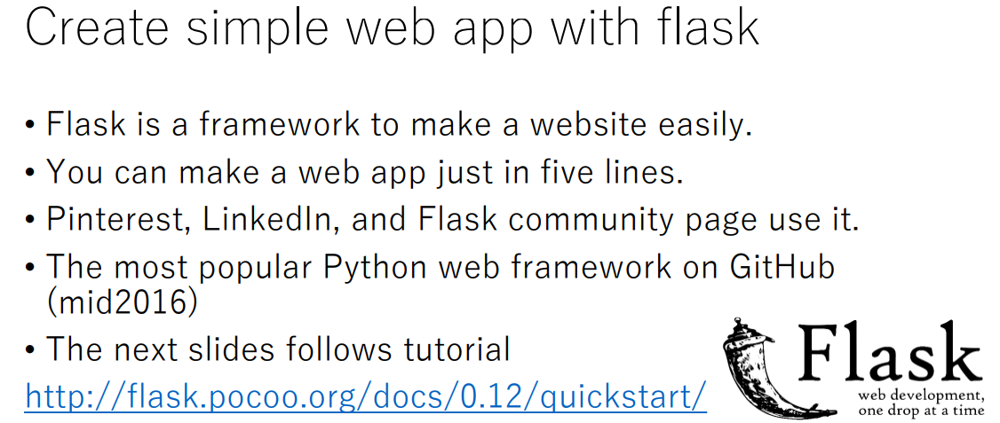 Create simple web app with flask
• Flask is a framework to make a website easily.
• You can make a web app just in five lines.
• Pinterest, LinkedIn, and Flask community page use it.
• The most popular Python web framework on GitHub
(mid2016)
• The next slides follows tutorial
http://flask.pocoo.org/docs/0.12/quickstart/
Flask
web development,
one drop at a time